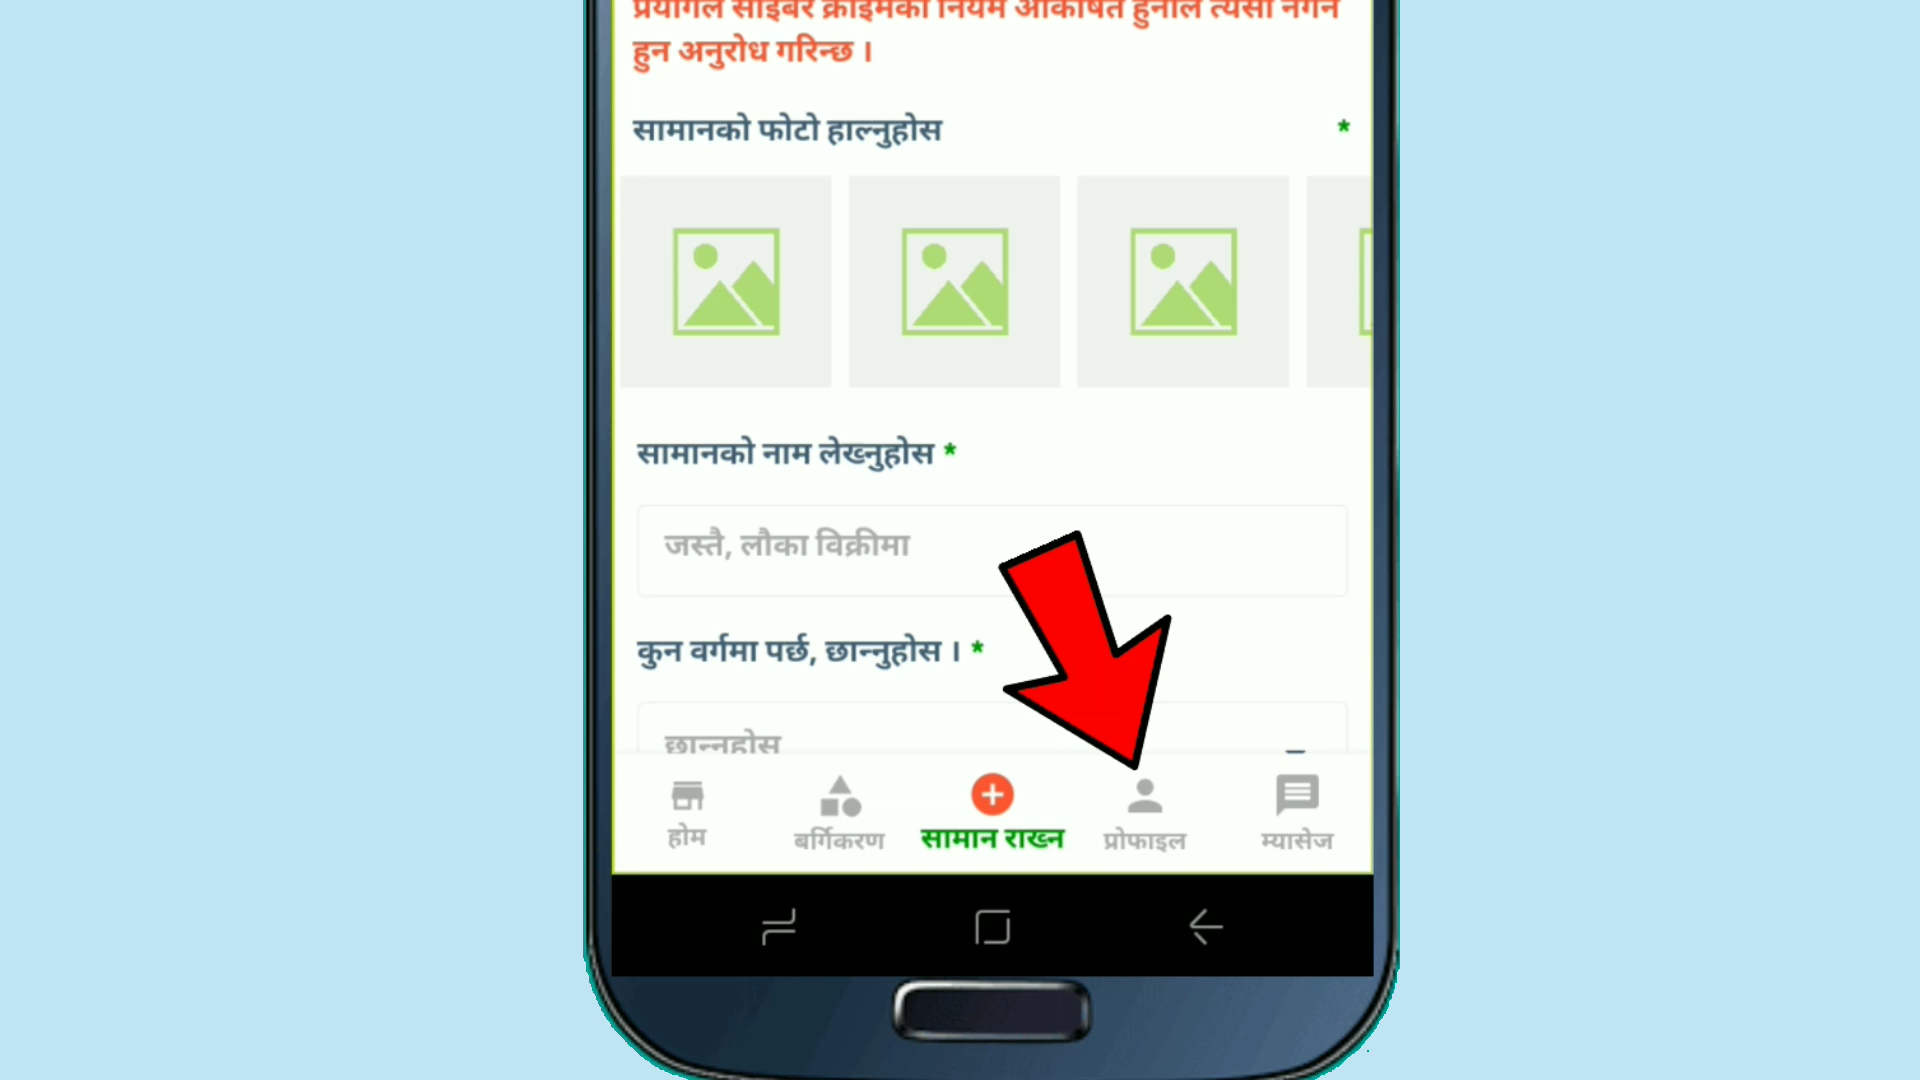 प्रयोगले साइबर क्राइमको नियम आकर्षित हुनाले त्यसो नगर्न
हुन अनुरोध गरिन्छ ।
सामानको फोटो हाल्नुहोस *
सामानको नाम लेख्नुहोस *
जस्तै, लौका विक्रीमा
कुन वर्गमा पर्छ, छान्नुहोस । *
छान्नुहोस
होम
बर्गिकरण
सामान राख्न
प्रोफाइल
म्यासेज